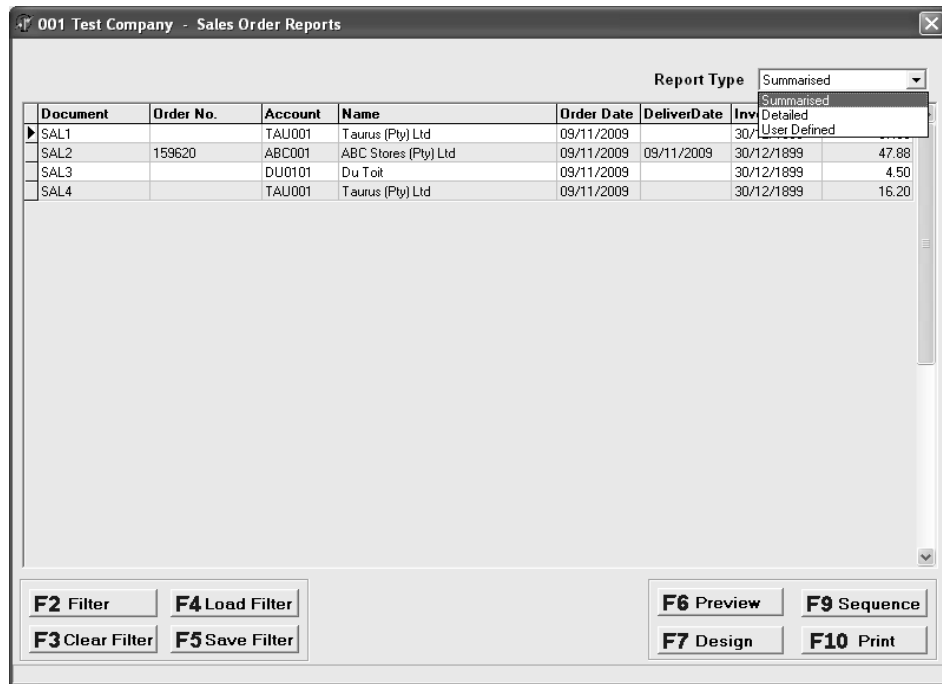 001 Test Company - Sales Order Reports
Report Type Summarised
Summarised
Detailed
User Defined
Document Order No. Account Name Order Date DeliverDate
SAL1 TAU001 Taurus (Pty) Ltd 09/11/2009
SAL2 159620 ABC001 ABC Stores (Pty) Ltd 09/11/2009 09/11/2009 30/12/1899 47.88
SAL3 DU0101 Du Toit 09/11/2009 30/12/1899 4.50
SAL4 TAU001 Taurus (Pty) Ltd 09/11/2009 30/12/1899 16.20
F2 Filter F4 Load Filter F6 Preview F9 Sequence
F3 Clear Filter F5 Save Filter F7 Design F10 Print